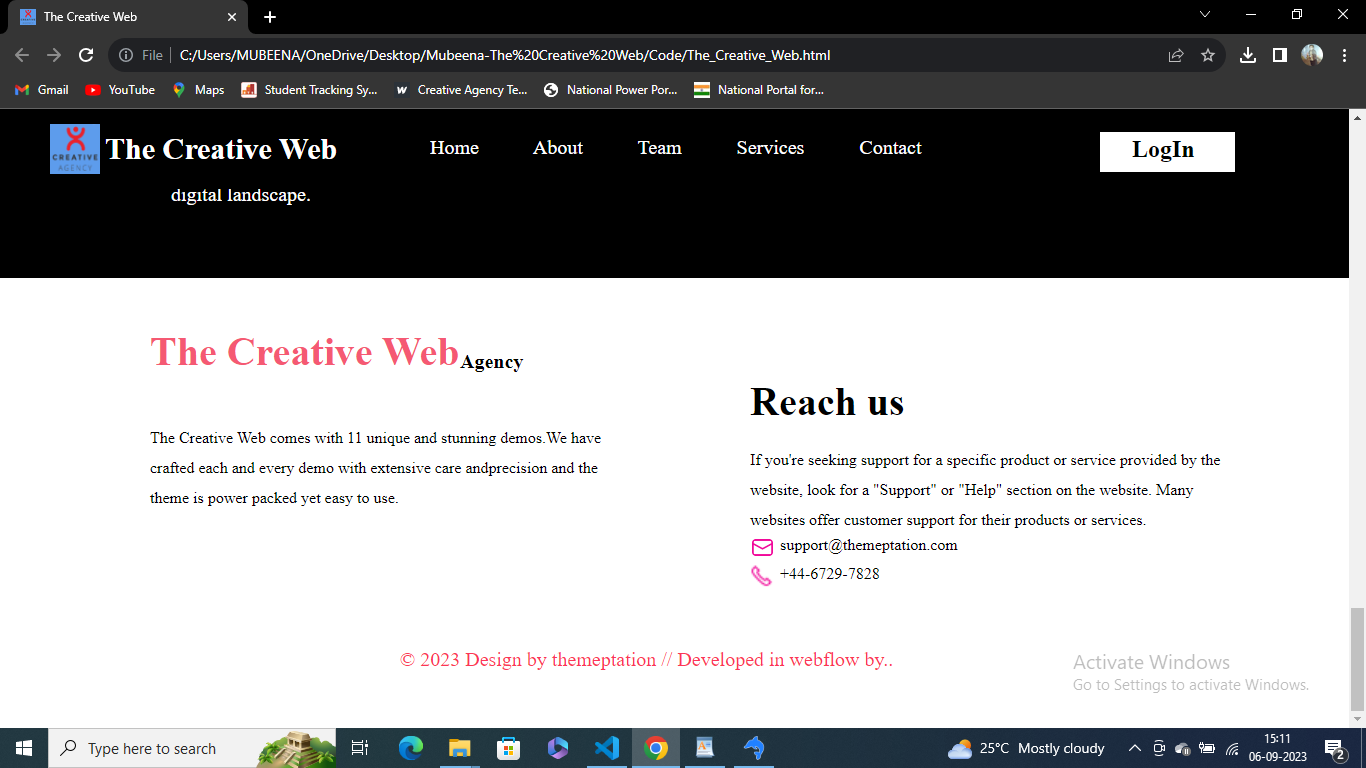 The Creative Web
File
C:/Users/MUBEENA/OneDrive/Desktop/Mubeena-The%20Creative%20Web/Code/The_Creative_Web.html
Gmail YouTube Maps Student Tracking Sy... Creative Agency Te... National Power Por... National Portal for...
CREATIVE
AGENCY
The Creative Web
Home About Team Services Contact
LogIn
digital landscape.
The Creative Web Agency
The Creative Web comes with 11 unique and stunning demos.We have
crafted each and every demo with extensive care andprecision and the
theme is power packed yet easy to use.
Reach us
If you're seeking support for a specific product or service provided by the
website, look for a "Support" or "Help" section on the website. Many
websites offer customer support for their products or services.
support@themeptation.com
+44-6729-7828
© 2023 Design by themeptation // Developed in webflow by..
Activate Windows
Go to Settings to activate Windows.
Type here to search
25°C Mostly cloudy
15:11
06-09-2023
2